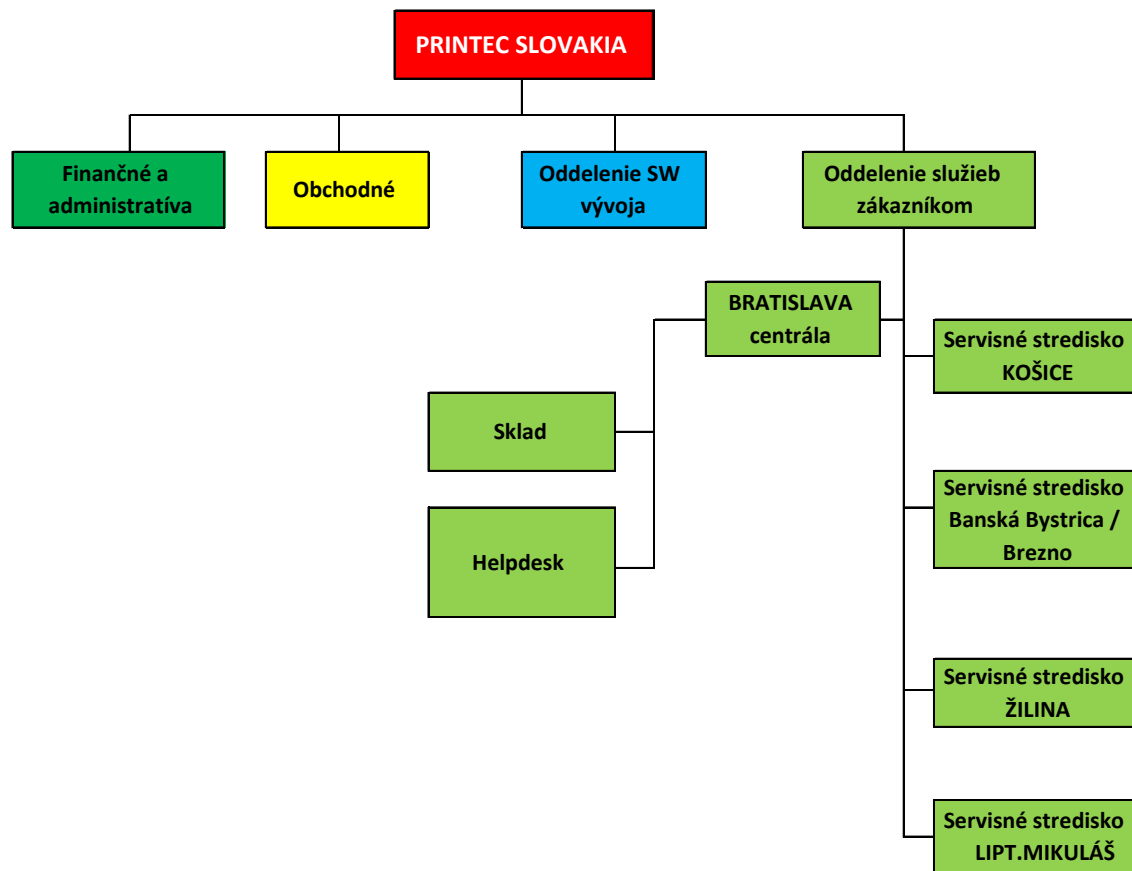 PRINTEC SLOVAKIA
Finančné a
administratíva
Obchodné
Oddelenie SW
vývoja
Oddelenie služieb
zákazníkom
BRATISLAVA
centrála
Servisné stredisko
KOŠICE
Sklad
Servisné stredisko
Banská Bystrica /
Brezno
Helpdesk
Servisné stredisko
ŽILINA
Servisné stredisko
LIPT.MIKULÁŠ